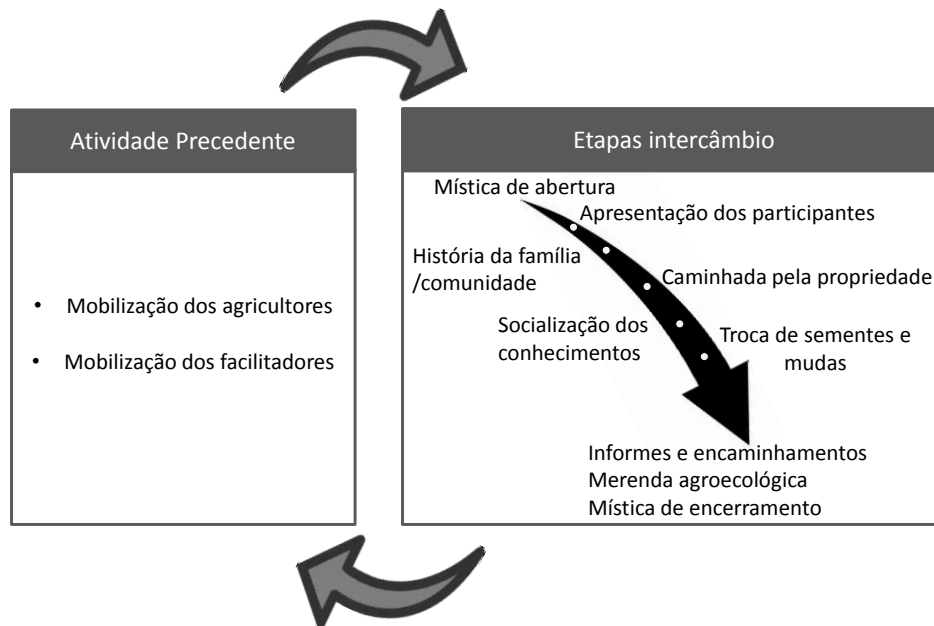 Atividade Precedente
• Mobilização dos agricultores
• Mobilização dos facilitadores
Etapas intercâmbio
Mística de abertura
Apresentação dos participantes
História da família
/comunidade
Caminhada pela propriedade
Socialização dos
conhecimentos
Troca de sementes e
mudas
Informes e encaminhamentos
Merenda agroecológica
Mística de encerramento